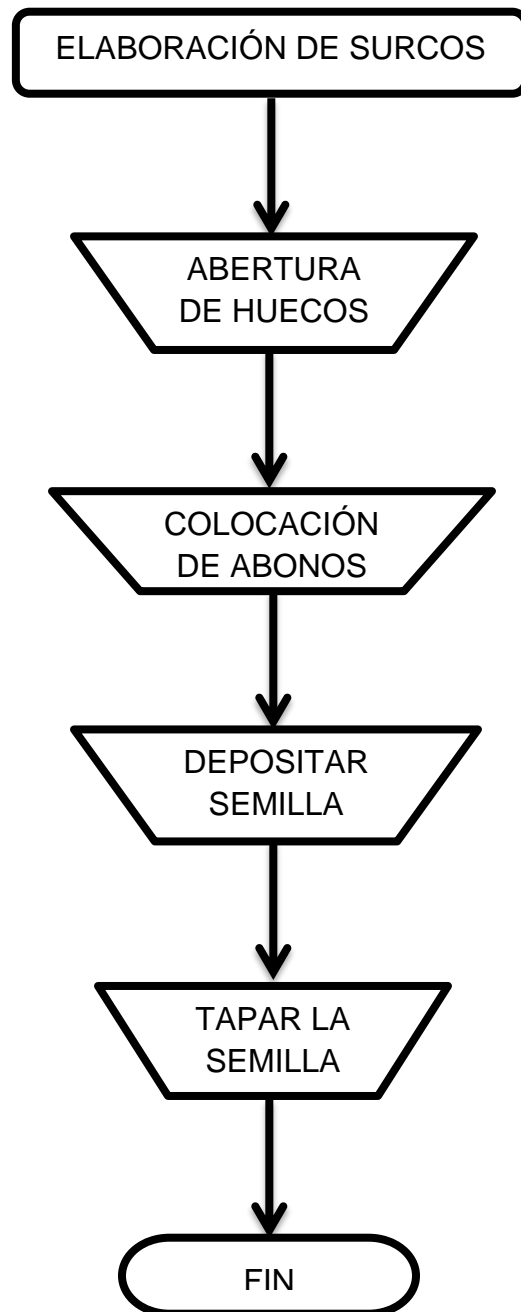 ELABORACIÓN DE SURCOS
ABERTURA
DE HUECOS
COLOCACIÓN
DE ABONOS
DEPOSITAR
SEMILLA
TAPAR LA
SEMILLA
FIN